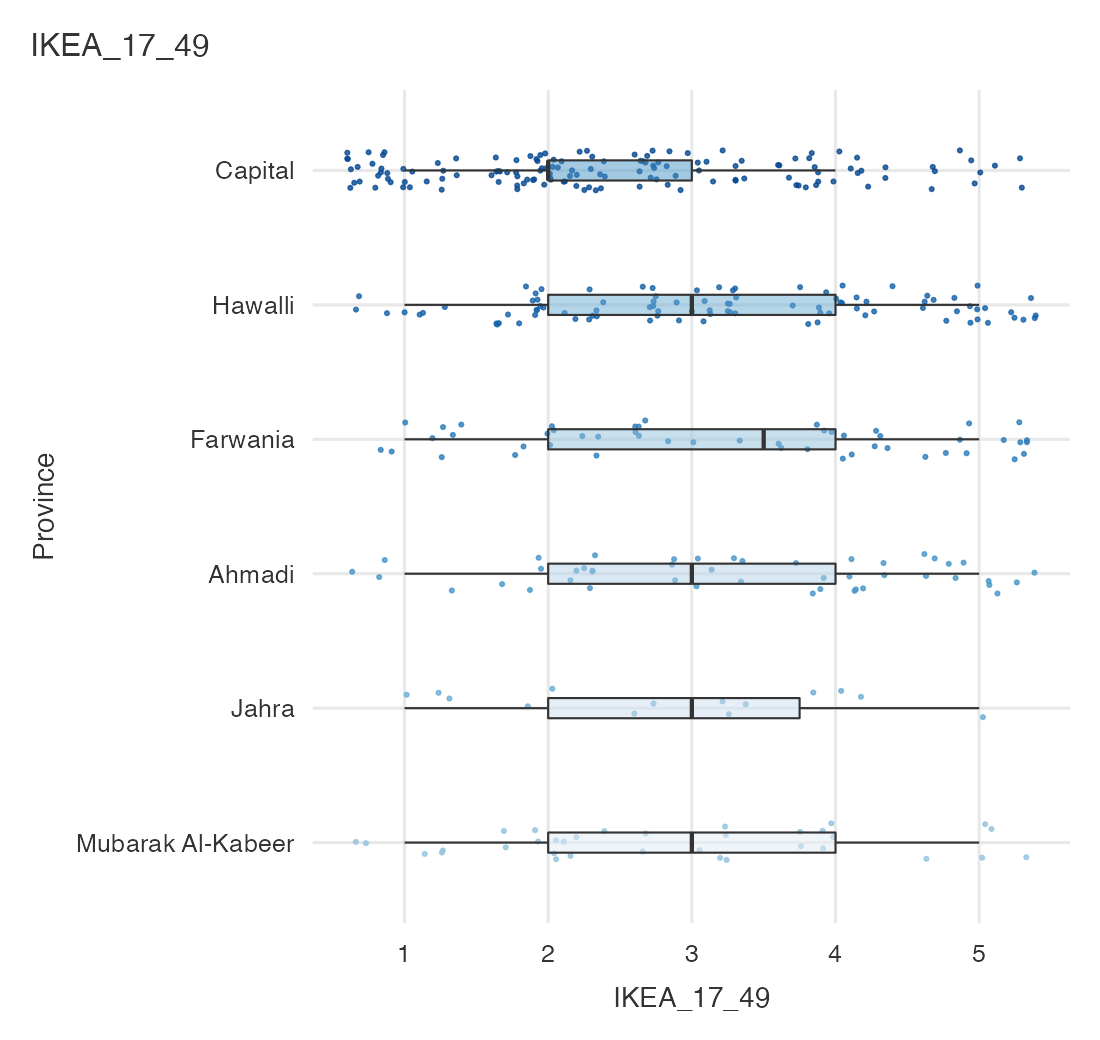 IKEA_17_49
Province
Capital
Hawalli
Farwania
Ahmadi
Jahra
Mubarak Al-Kabeer
1 2 3 4 5
IKEA_17_49